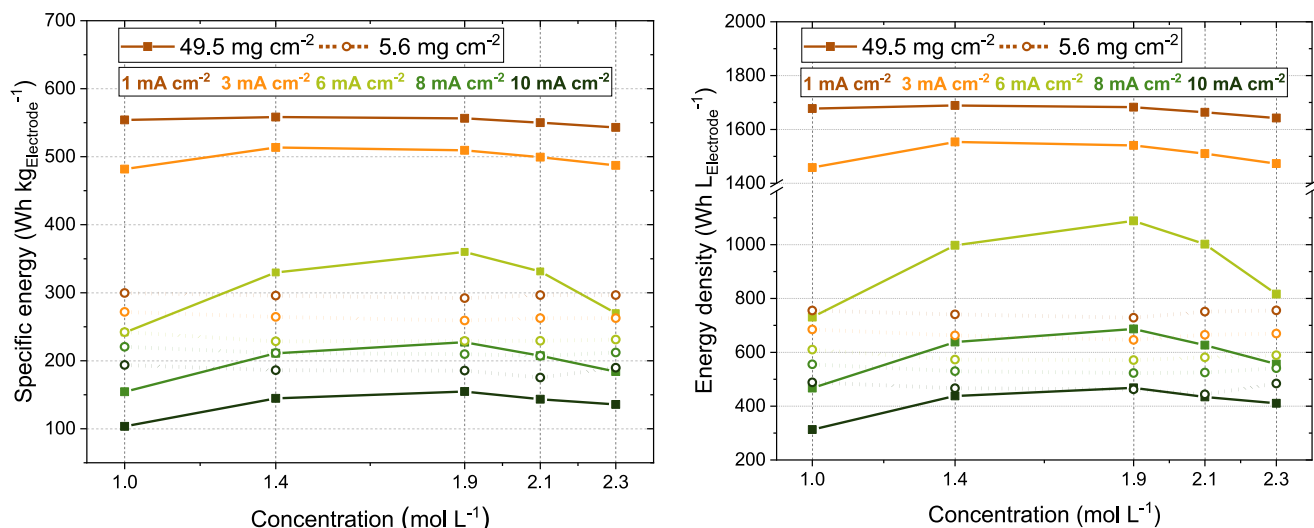 700
600
500
400
300
200
100
Specific energy (Wh kg_Electrode⁻¹)
49.5 mg cm⁻² 5.6 mg cm⁻²
1 mA cm⁻² 3 mA cm⁻² 6 mA cm⁻² 8 mA cm⁻² 10 mA cm⁻²
1.0 1.4 1.9 2.1 2.3
Concentration (mol L⁻¹)
2000
1800
1600
1400
1000
800
600
400
200
Energy density (Wh L_Electrode⁻¹)
49.5 mg cm⁻² 5.6 mg cm⁻²
1 mA cm⁻² 3 mA cm⁻² 6 mA cm⁻² 8 mA cm⁻² 10 mA cm⁻²
1.0 1.4 1.9 2.1 2.3
Concentration (mol L⁻¹)